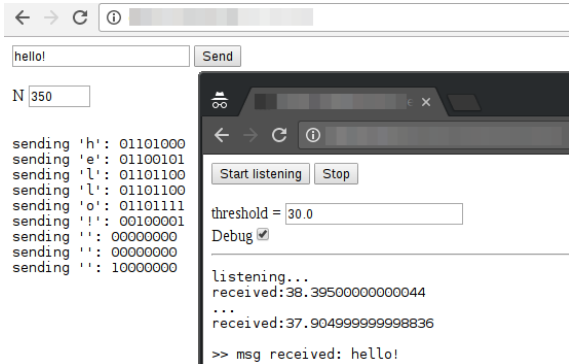 hello!
Send
N 350
sending 'h': 01101000
sending 'e': 01100101
sending 'l': 01101100
sending 'l': 01101100
sending 'o': 01101111
sending '!': 00100001
sending '': 00000000
sending '': 00000000
sending '': 10000000
Start listening Stop
threshold = 30.0
Debug
listening...
received:38.39500000000044
...
received:37.904999999998836
>> msg received: hello!